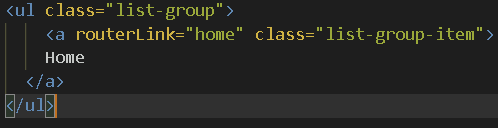 <ul class="list-group">
    <a routerLink="home" class="list-group-item">
    Home
  </a>
</ul>